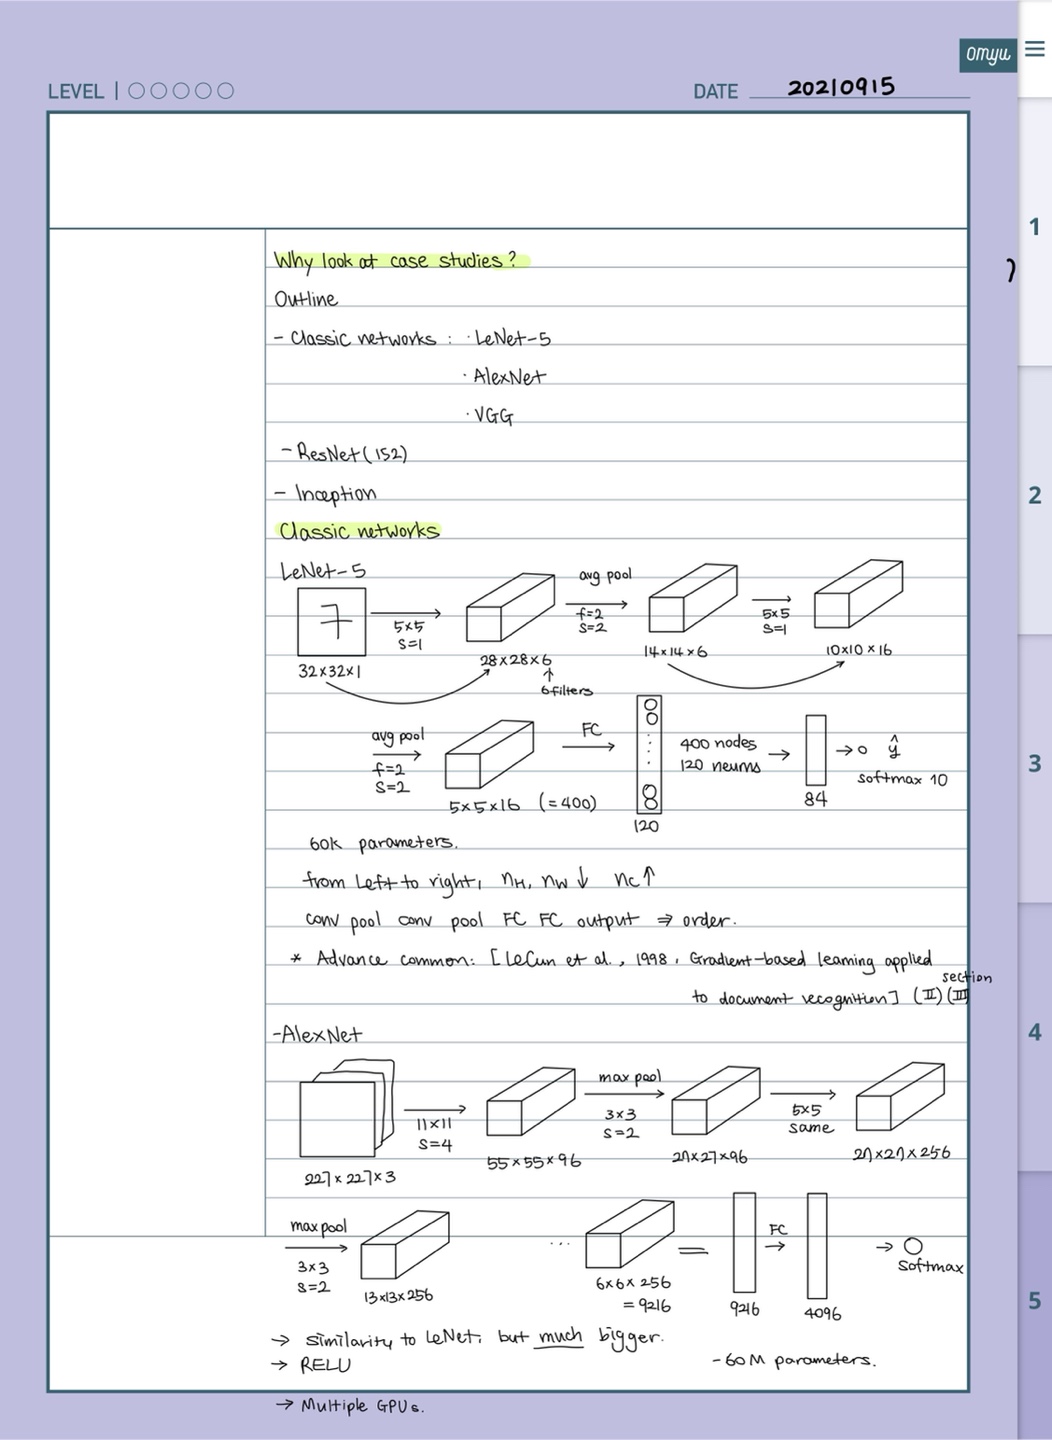 omyu
LEVEL | ○○○○○ DATE 20210915
1
2
3
4
5
Why look at case studies?
Outline
- Classic networks : · LeNet-5
· AlexNet
· VGG
- ResNet (152)
- Inception
Classic networks
LeNet-5
7
32×32×1
5×5
s=1
28×28×6
↑
6 filters
avg pool
f=2
s=2
14×14×6
5×5
s=1
10×10×16
avg pool
f=2
s=2
5×5×16 (=400)
FC
120
400 nodes
120 neurns
84
ŷ
softmax 10
60k parameters.
from left to right, nH, nW ↓ nC ↑
conv pool conv pool FC FC output ⇒ order.
* Advance common: [LeCun et al., 1998, Gradient-based learning applied
section
to document recognition] (II) (III
-AlexNet
227×227×3
11×11
s=4
55×55×96
max pool
3×3
s=2
27×27×96
5×5
same
27×27×256
max pool
3×3
s=2
13×13×256
...
6×6×256
=9216
=
9216
FC
4096
→ ○
Softmax
→ similarity to LeNet, but much bigger.
→ RELU
- 60M parameters.
→ Multiple GPUs.